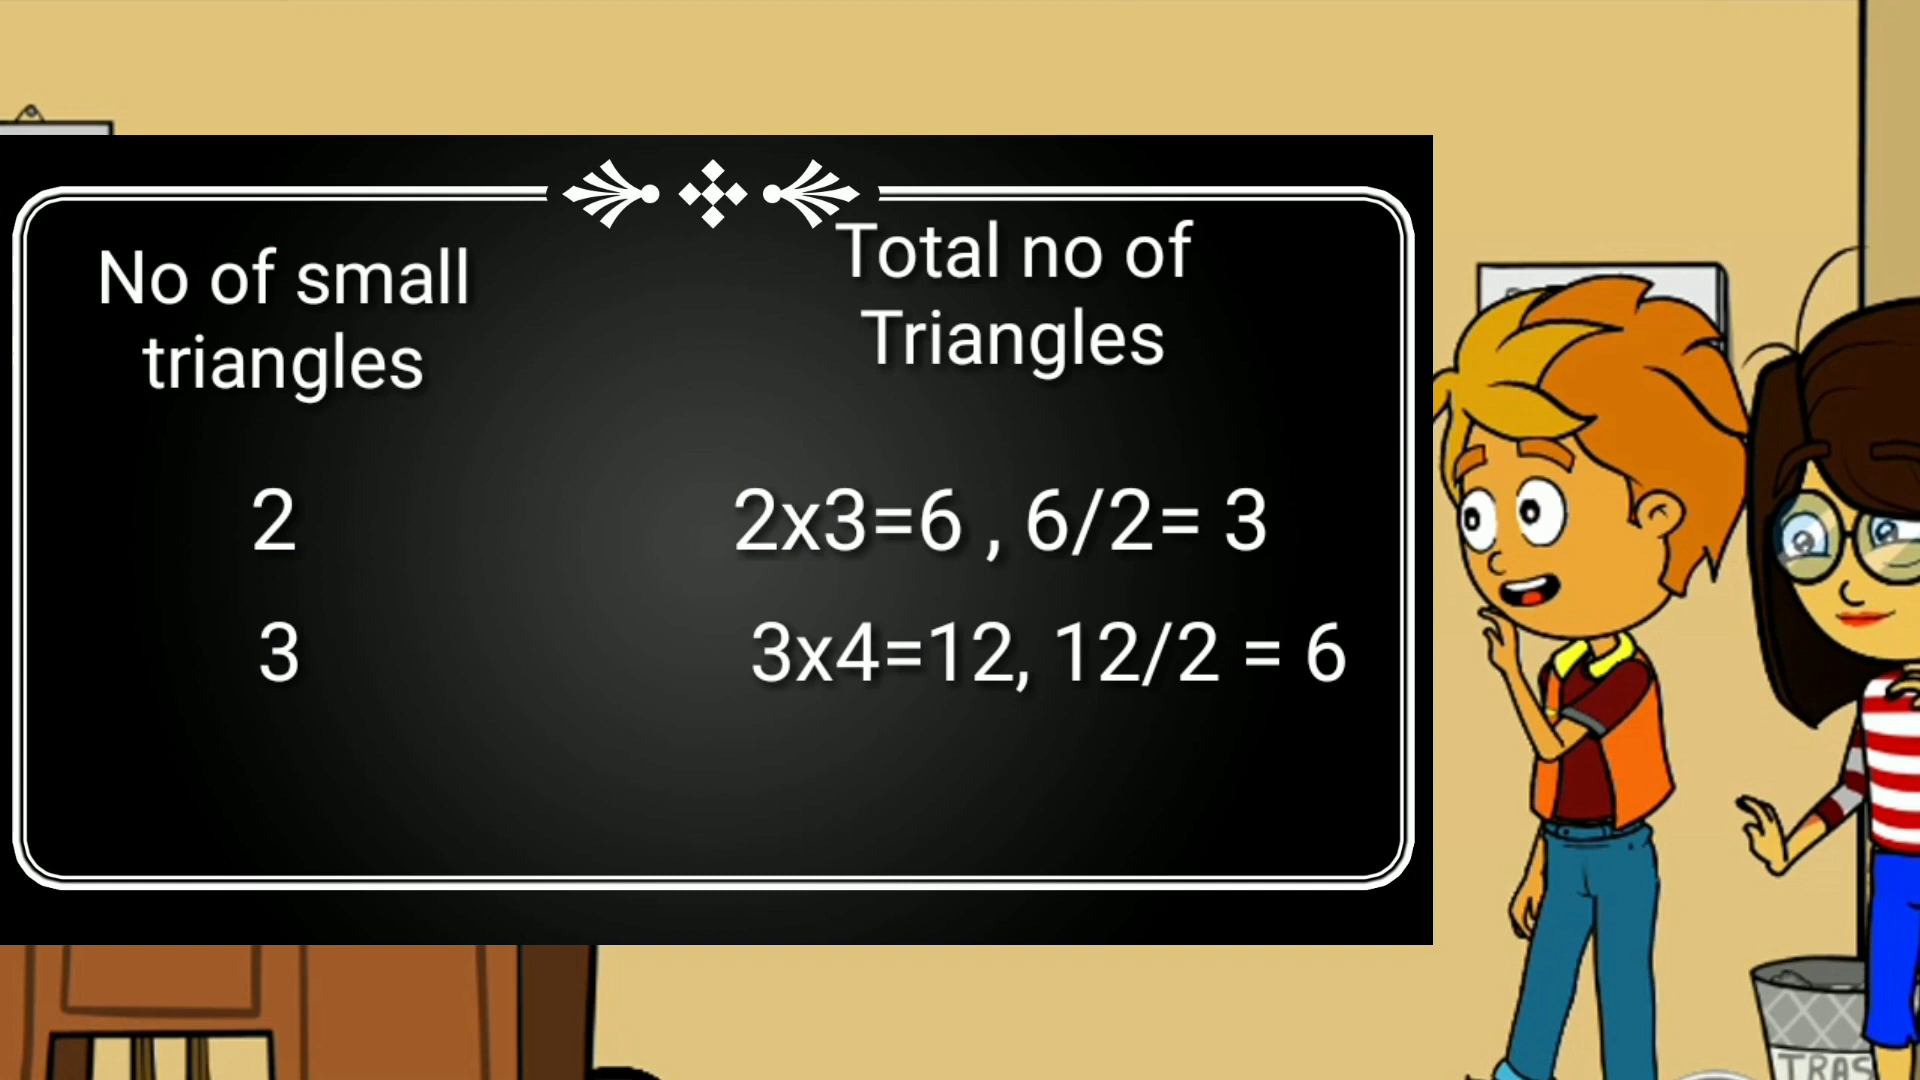 No of small
triangles
Total no of
Triangles
2
2x3=6 , 6/2= 3
3
3x4=12, 12/2 = 6
TRAS